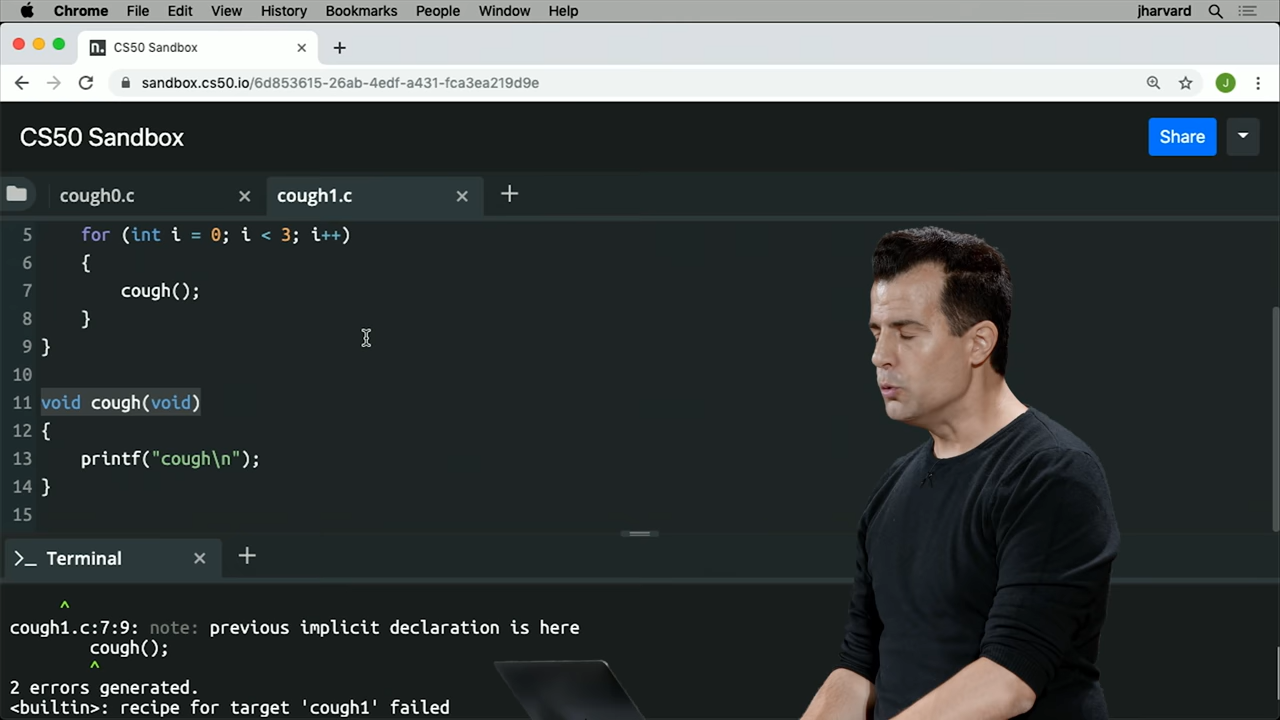 Chrome File Edit View History Bookmarks People Window Help jharvard
CS50 Sandbox
sandbox.cs50.io/6d853615-26ab-4edf-a431-fca3ea219d9e
J
CS50 Sandbox
Share
cough0.c
cough1.c
5 for (int i = 0; i < 3; i++)
6 {
7 cough();
8 }
9 }
10
11 void cough(void)
12 {
13 printf("cough\n");
14 }
15
>_ Terminal
^
cough1.c:7:9: note: previous implicit declaration is here
cough();
^
2 errors generated.
<builtin>: recipe for target 'cough1' failed